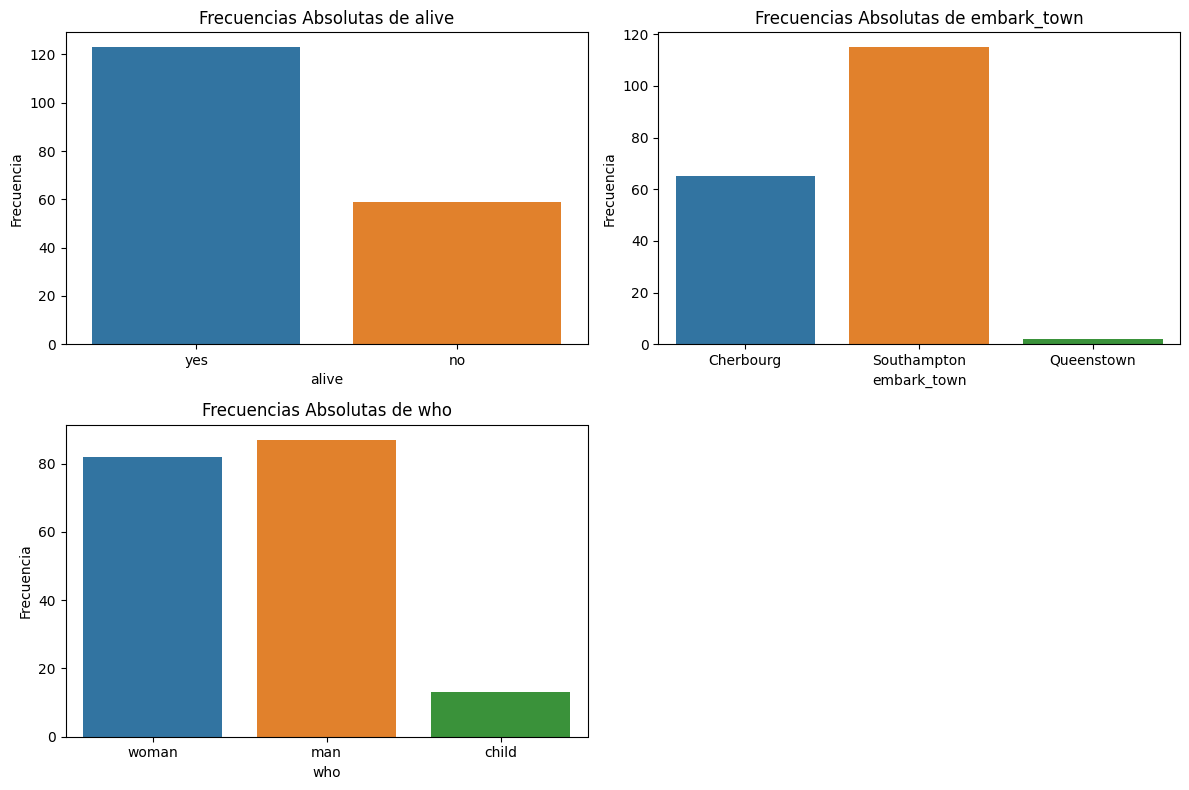 Frecuencias Absolutas de alive
120
100
80
60
40
20
0
Frecuencia
yes no
alive
Frecuencias Absolutas de embark_town
120
100
80
60
40
20
0
Frecuencia
Cherbourg Southampton Queenstown
embark_town
Frecuencias Absolutas de who
80
60
40
20
0
Frecuencia
woman man child
who